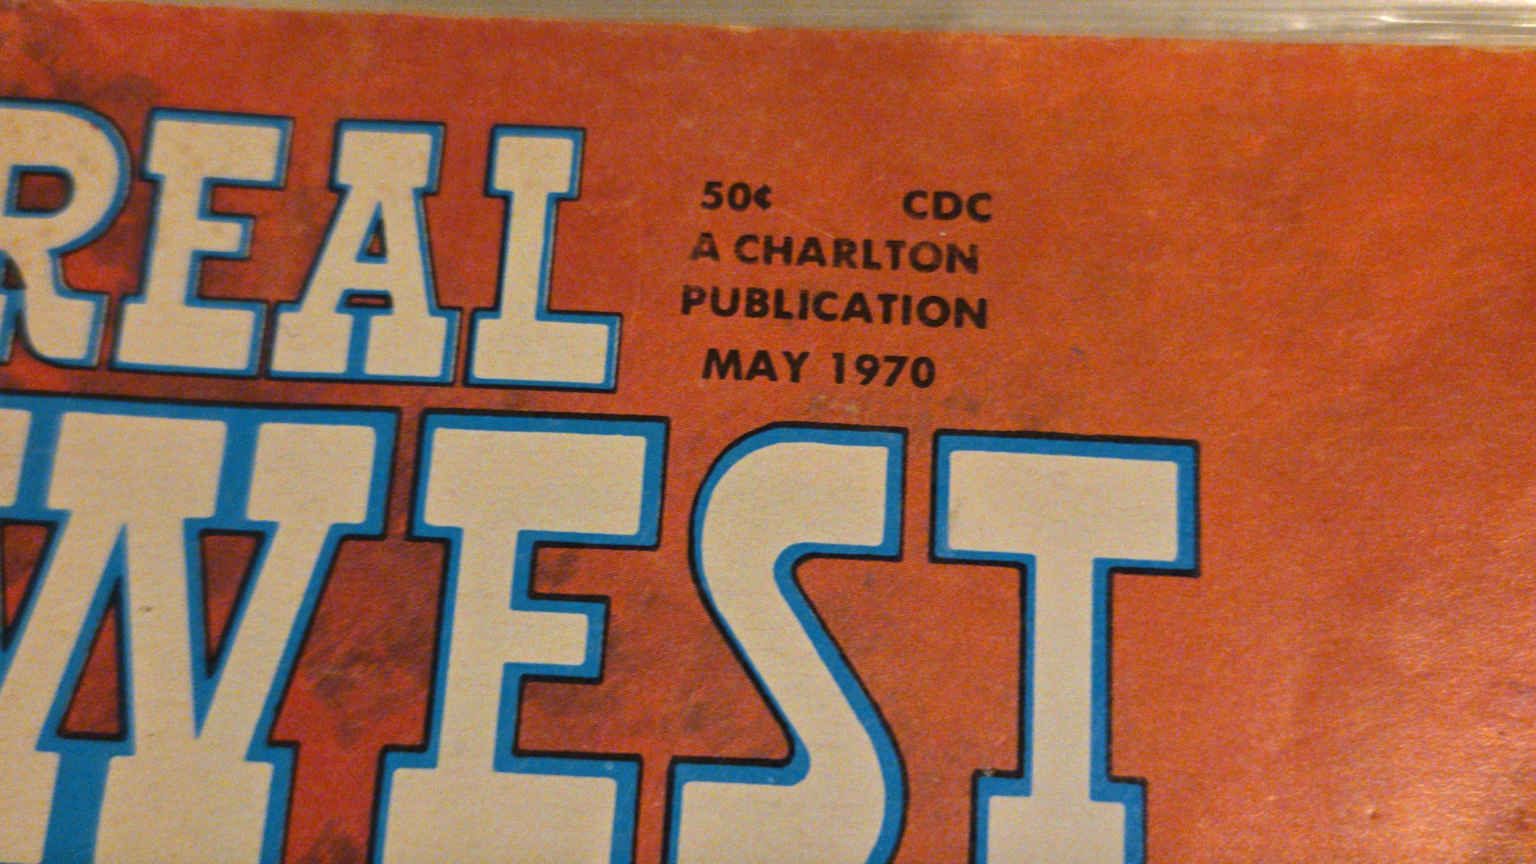 REAL
50¢ CDC
A CHARLTON
PUBLICATION
MAY 1970
WEST